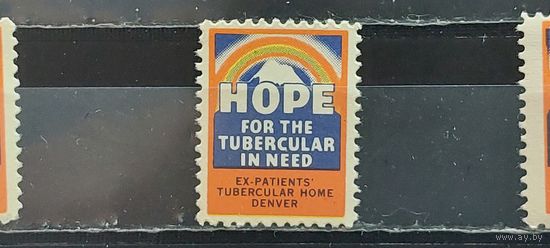 HOPE
FOR THE
TUBERCULAR
IN NEED
EX-PATIENTS'
TUBERCULAR HOME
DENVER
www.ay.by